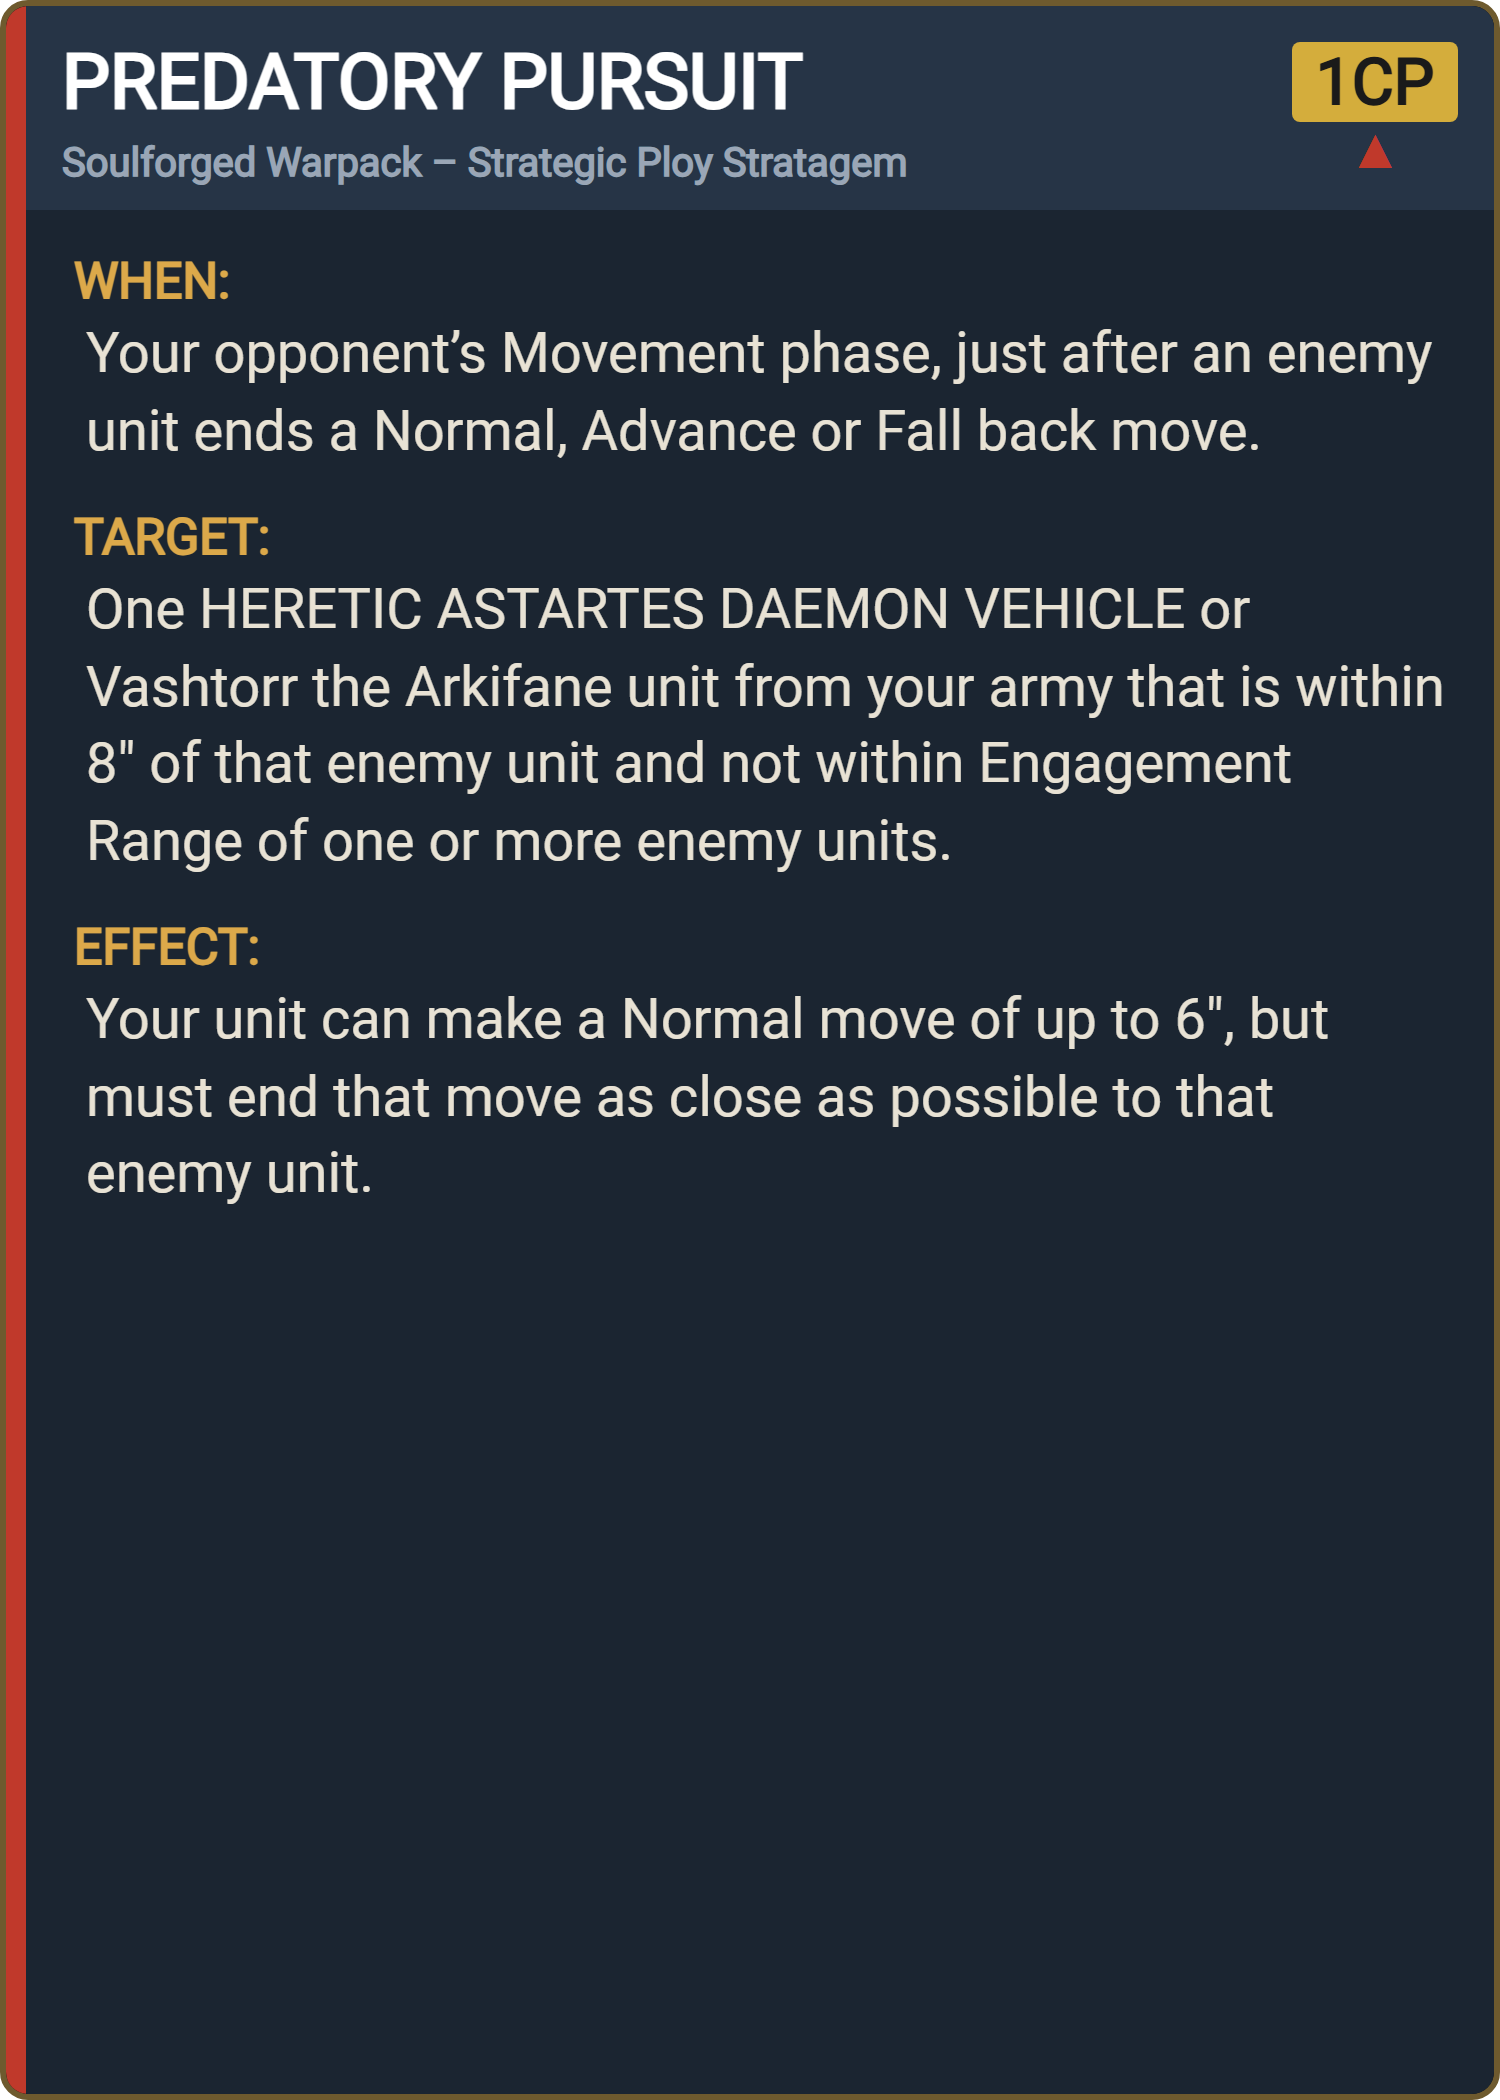 PREDATORY PURSUIT
1CP
Soulforged Warpack – Strategic Ploy Stratagem
WHEN:
Your opponent’s Movement phase, just after an enemy
unit ends a Normal, Advance or Fall back move.
TARGET:
One HERETIC ASTARTES DAEMON VEHICLE or
Vashtorr the Arkifane unit from your army that is within
8" of that enemy unit and not within Engagement
Range of one or more enemy units.
EFFECT:
Your unit can make a Normal move of up to 6", but
must end that move as close as possible to that
enemy unit.